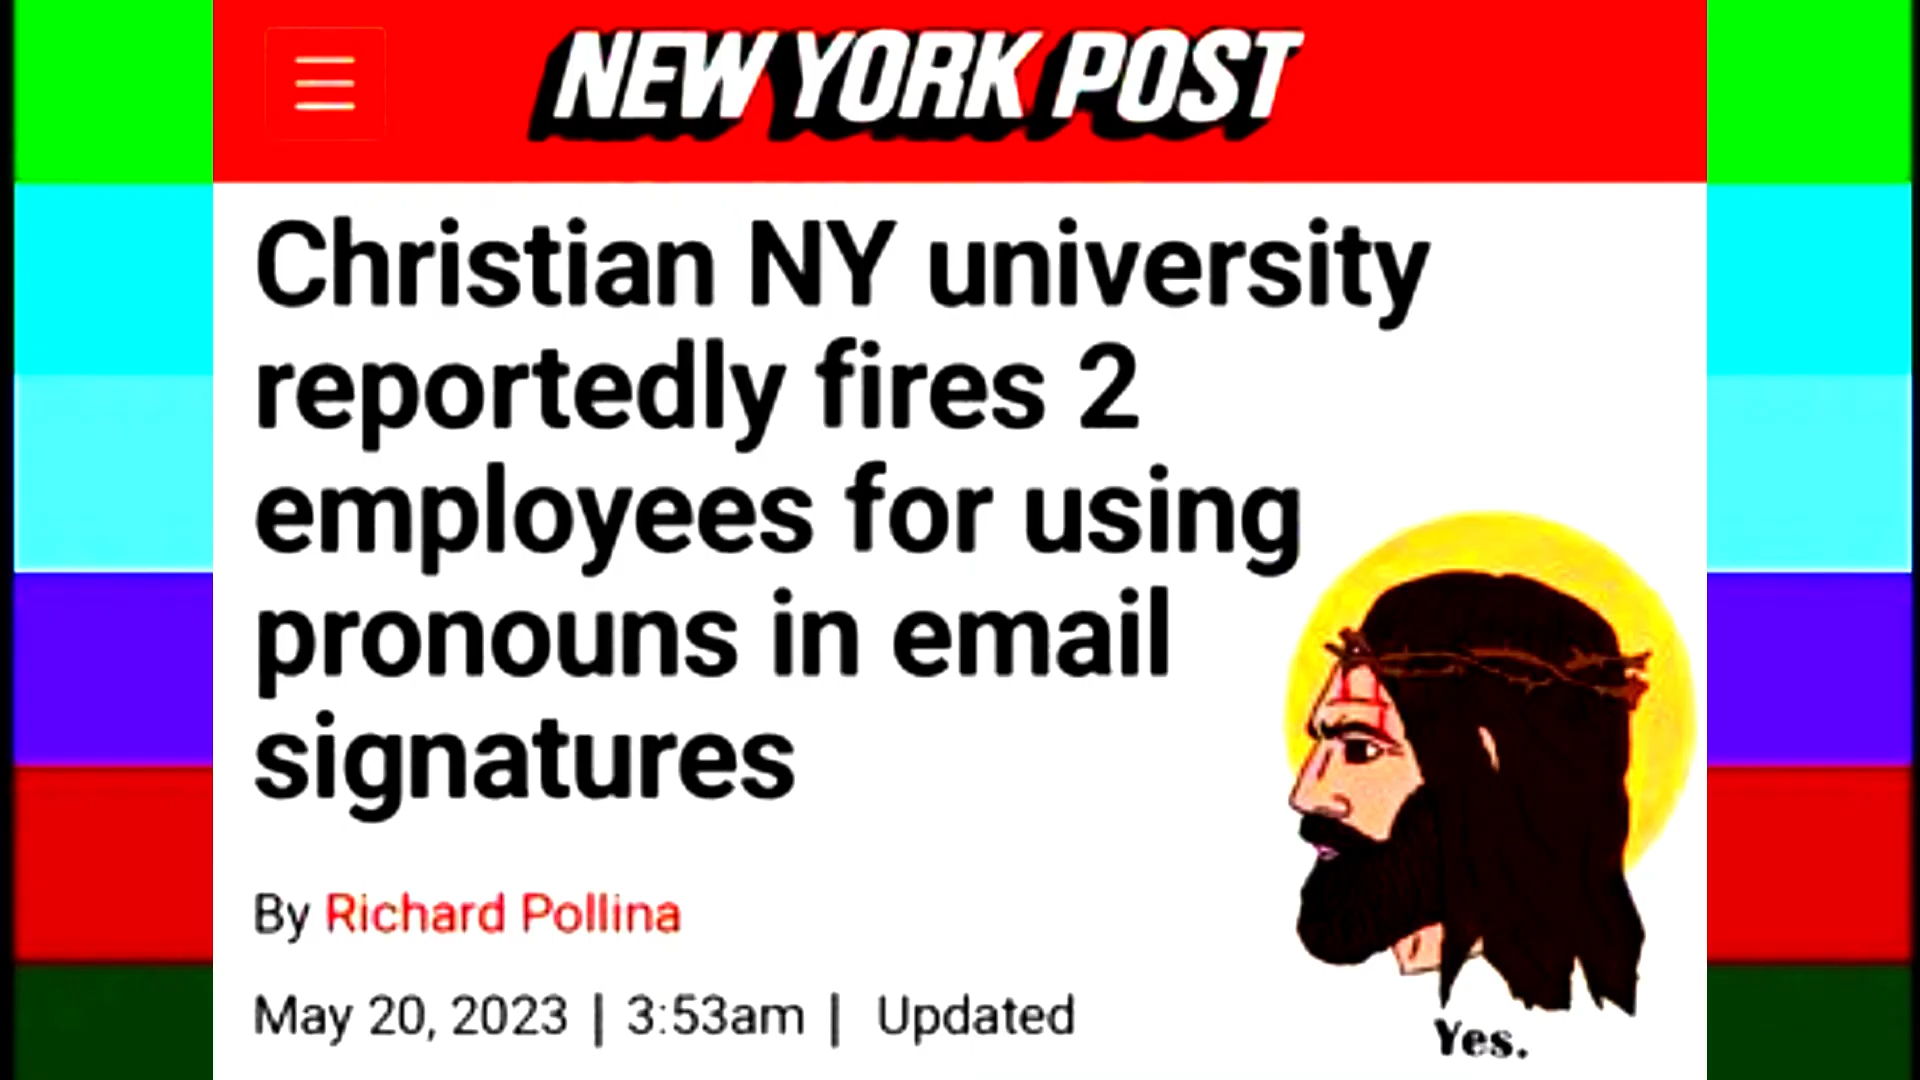 NEW YORK POST
Christian NY university
reportedly fires 2
employees for using
pronouns in email
signatures
By Richard Pollina
May 20, 2023 | 3:53am | Updated
Yes.